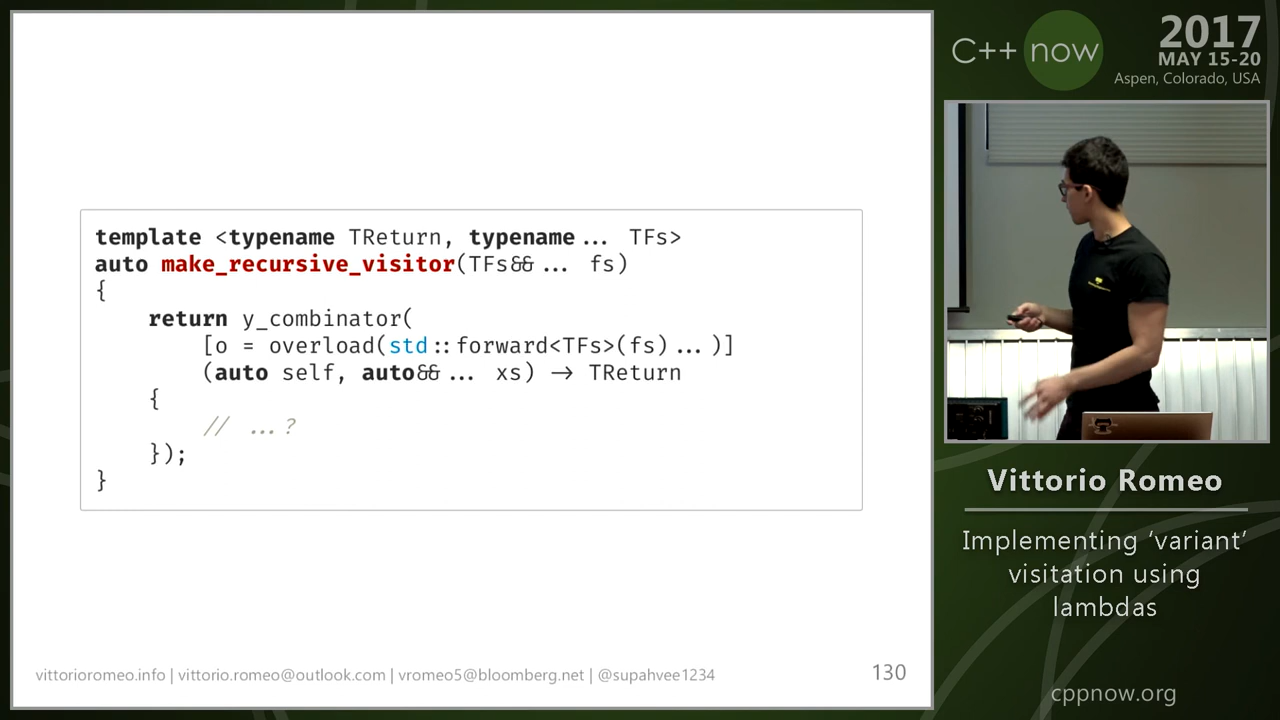 template <typename TReturn, typename... TFs>
auto make_recursive_visitor(TFs&&... fs)
{
return y_combinator(
[o = overload(std::forward<TFs>(fs)...)]
(auto self, auto&&... xs) -> TReturn
{
// ...?
});
}
vittorioromeo.info | vittorio.romeo@outlook.com | vromeo5@bloomberg.net | @supahvee1234
130
C++ now
2017
MAY 15-20
Aspen, Colorado, USA
Vittorio Romeo
Implementing ‘variant’
visitation using
lambdas
cppnow.org